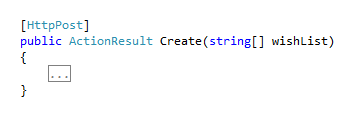 [HttpPost]
public ActionResult Create(string[] wishList)
{
...
}